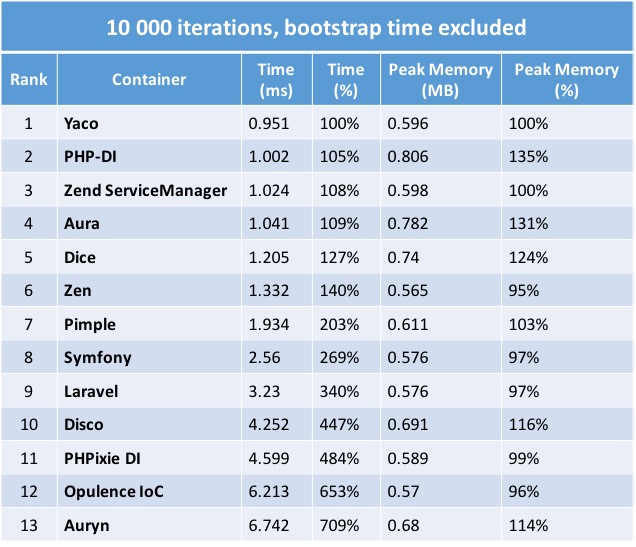 10 000 iterations, bootstrap time excluded
Rank Container Time (ms) Time (%) Peak Memory (MB) Peak Memory (%)
1 Yaco 0.951 100% 0.596 100%
2 PHP-DI 1.002 105% 0.806 135%
3 Zend ServiceManager 1.024 108% 0.598 100%
4 Aura 1.041 109% 0.782 131%
5 Dice 1.205 127% 0.74 124%
6 Zen 1.332 140% 0.565 95%
7 Pimple 1.934 203% 0.611 103%
8 Symfony 2.56 269% 0.576 97%
9 Laravel 3.23 340% 0.576 97%
10 Disco 4.252 447% 0.691 116%
11 PHPixie DI 4.599 484% 0.589 99%
12 Opulence IoC 6.213 653% 0.57 96%
13 Auryn 6.742 709% 0.68 114%